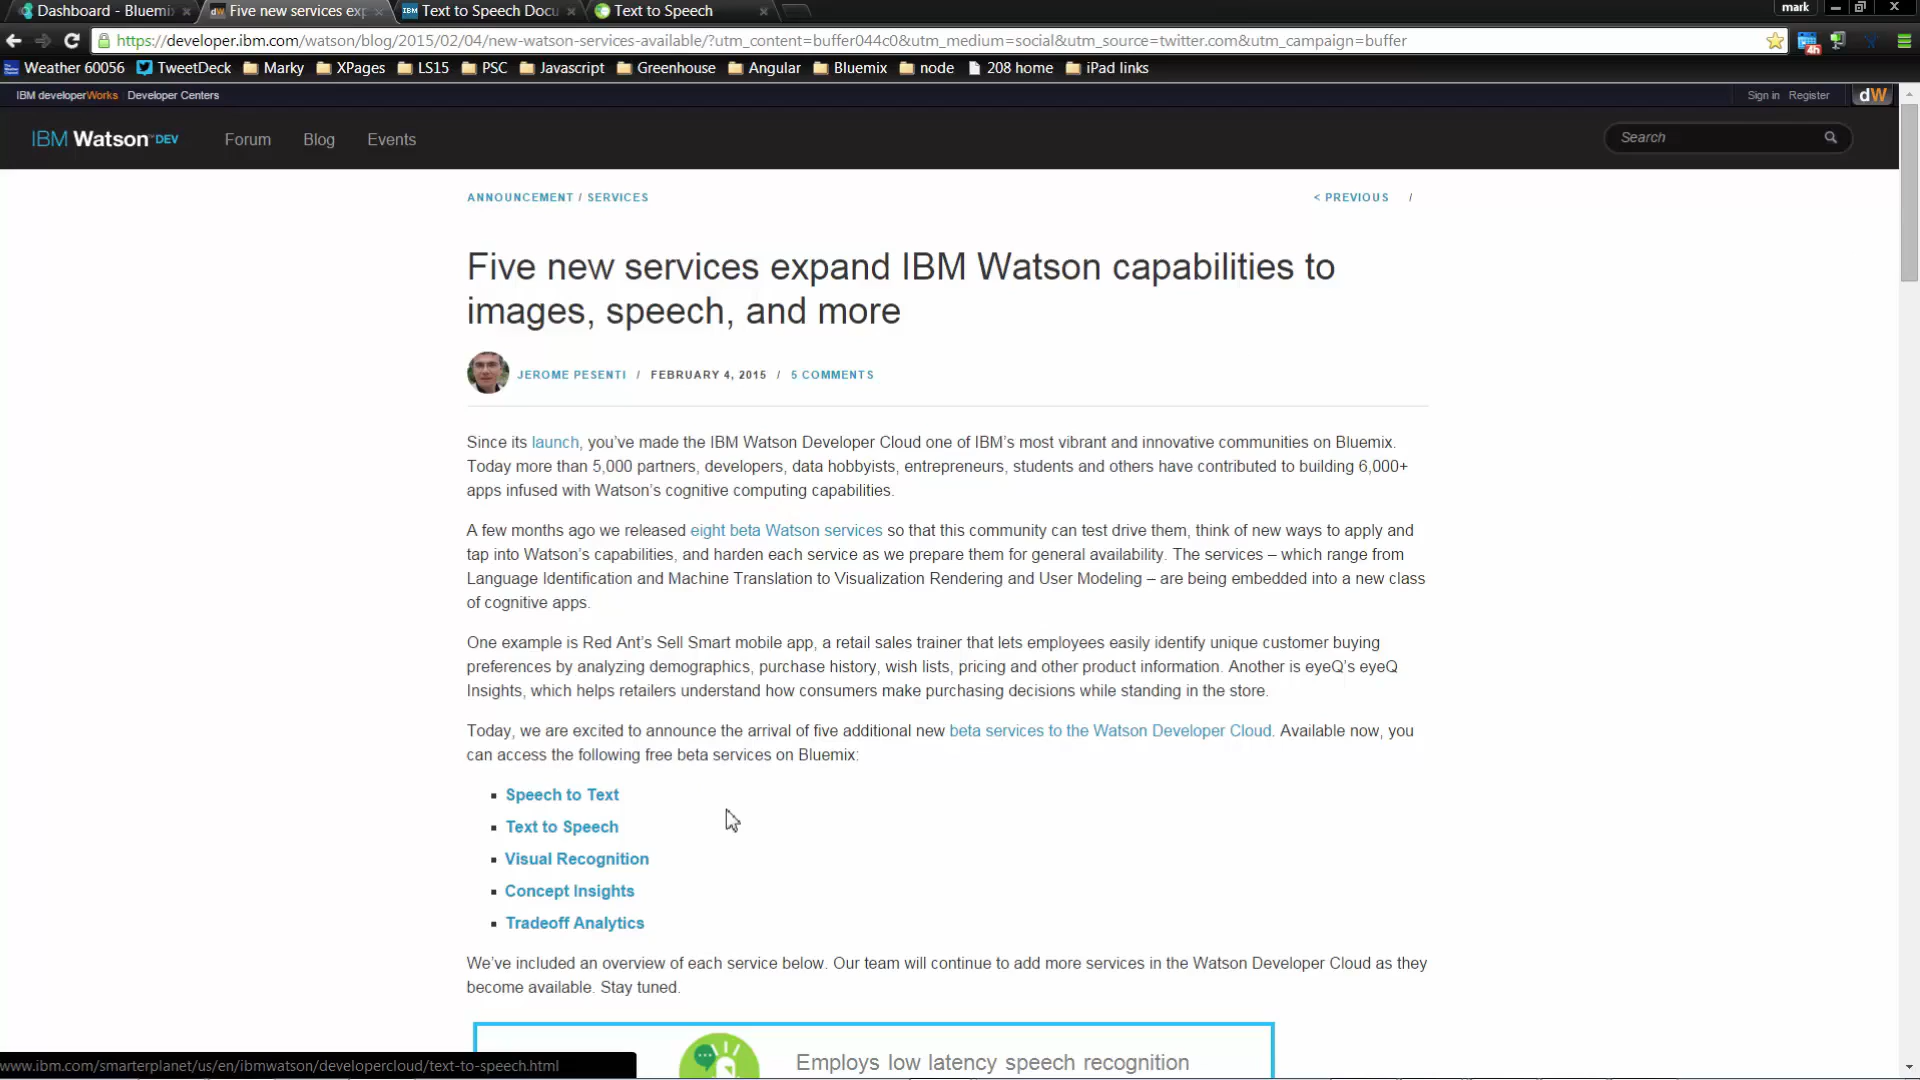 Dashboard - Bluemi
Five new services exp
Text to Speech Docu
Text to Speech
mark
https://developer.ibm.com/watson/blog/2015/02/04/new-watson-services-available/?utm_content=buffer044c0&utm_medium=social&utm_source=twitter.com&utm_campaign=buffer
4h
Weather 60056 TweetDeck Marky XPages LS15 PSC Javascript Greenhouse Angular Bluemix node 208 home iPad links
IBM developerWorks Developer Centers
Sign in Register dW
IBM Watson™ DEV Forum Blog Events
Search
ANNOUNCEMENT / SERVICES
< PREVIOUS /
Five new services expand IBM Watson capabilities to
images, speech, and more
JEROME PESENTI / FEBRUARY 4, 2015 / 5 COMMENTS
Since its launch, you’ve made the IBM Watson Developer Cloud one of IBM’s most vibrant and innovative communities on Bluemix.
Today more than 5,000 partners, developers, data hobbyists, entrepreneurs, students and others have contributed to building 6,000+
apps infused with Watson’s cognitive computing capabilities.
A few months ago we released eight beta Watson services so that this community can test drive them, think of new ways to apply and
tap into Watson’s capabilities, and harden each service as we prepare them for general availability. The services – which range from
Language Identification and Machine Translation to Visualization Rendering and User Modeling – are being embedded into a new class
of cognitive apps.
One example is Red Ant’s Sell Smart mobile app, a retail sales trainer that lets employees easily identify unique customer buying
preferences by analyzing demographics, purchase history, wish lists, pricing and other product information. Another is eyeQ’s eyeQ
Insights, which helps retailers understand how consumers make purchasing decisions while standing in the store.
Today, we are excited to announce the arrival of five additional new beta services to the Watson Developer Cloud. Available now, you
can access the following free beta services on Bluemix:
Speech to Text
Text to Speech
Visual Recognition
Concept Insights
Tradeoff Analytics
We’ve included an overview of each service below. Our team will continue to add more services in the Watson Developer Cloud as they
become available. Stay tuned.
Employs low latency speech recognition
www.ibm.com/smarterplanet/us/en/ibmwatson/developercloud/text-to-speech.html